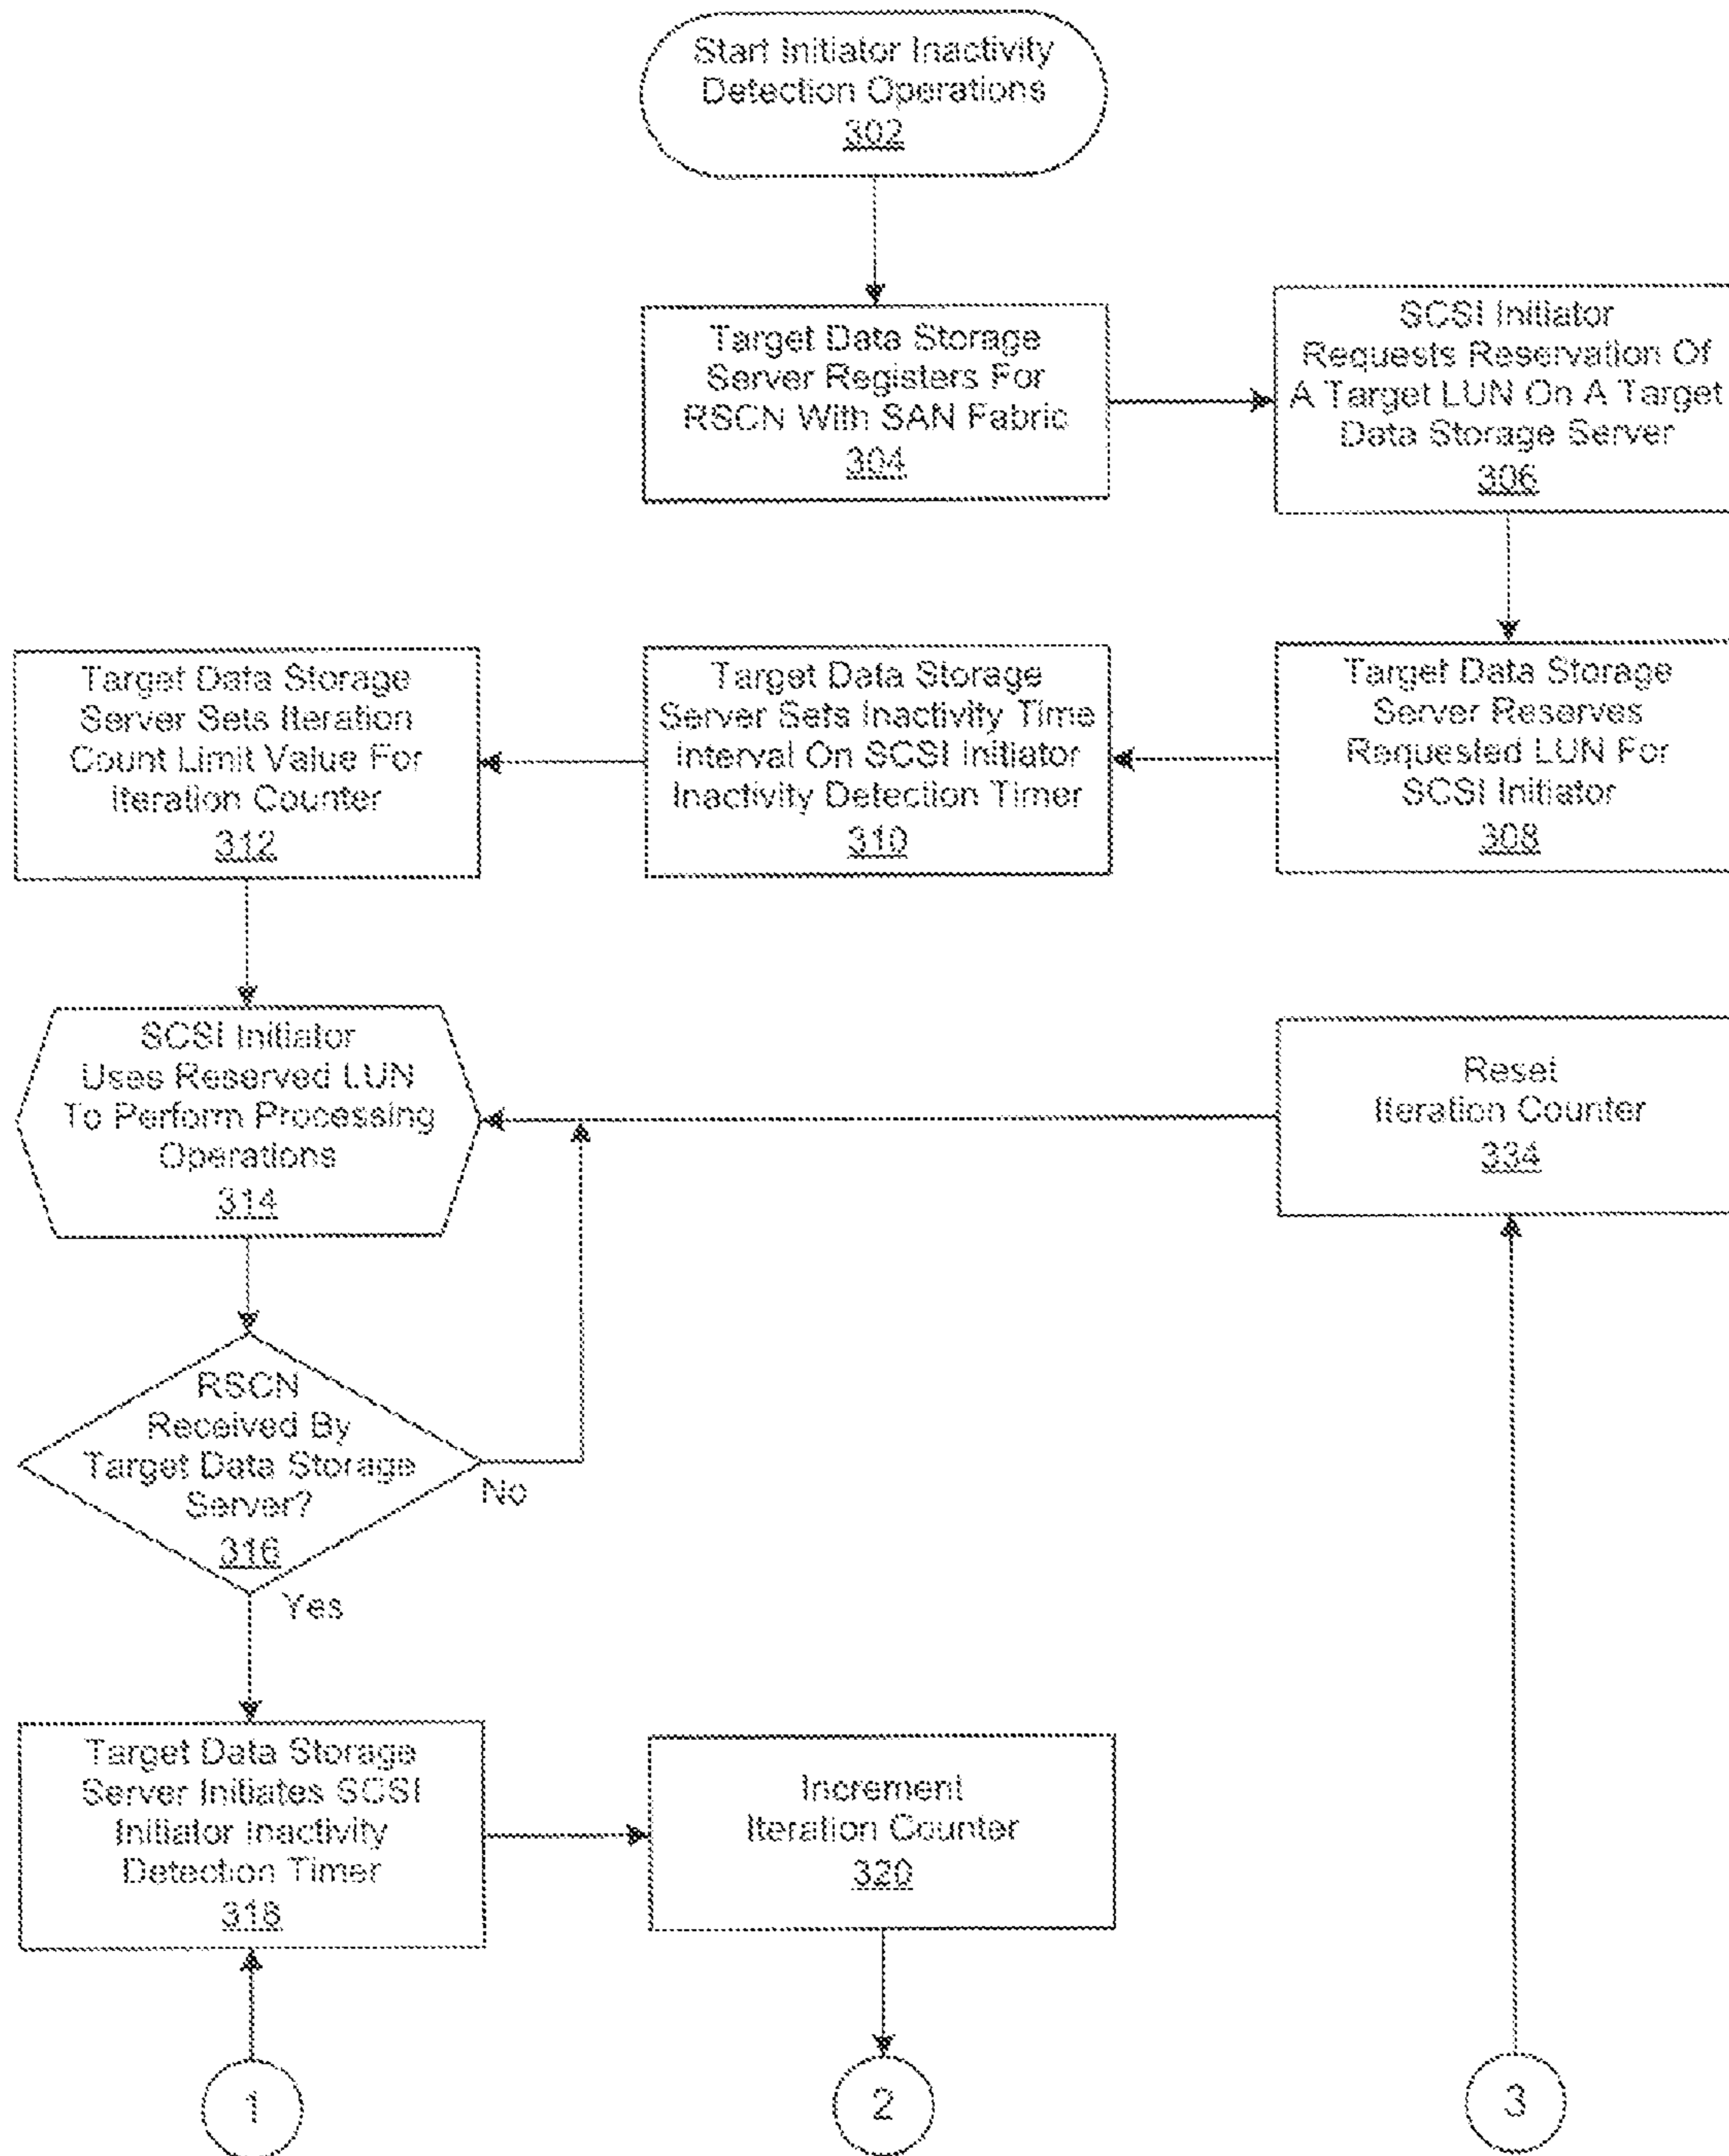 Start Initiator Inactivity
Detection Operations
302
Target Data Storage
Server Registers For
RSCN With SAN Fabric
304
SCSI Initiator
Requests Reservation Of
A Target LUN On A Target
Data Storage Server
306
Target Data Storage
Server Sets Iteration
Count Limit Value For
Iteration Counter
312
Target Data Storage
Server Sets Inactivity Time
Interval On SCSI Initiator
Inactivity Detection Timer
310
Target Data Storage
Server Reserves
Requested LUN For
SCSI Initiator
308
SCSI Initiator
Uses Reserved LUN
To Perform Processing
Operations
314
Reset
Iteration Counter
334
RSCN
Received By
Target Data Storage
Server?
316
No
Yes
Target Data Storage
Server Initiates SCSI
Initiator Inactivity
Detection Timer
318
Increment
Iteration Counter
320
1
2
3